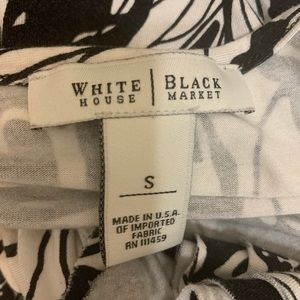 WHITE | BLACK
HOUSE | MARKET
S
MADE IN U.S.A.
OF IMPORTED
FABRIC
RN 111459